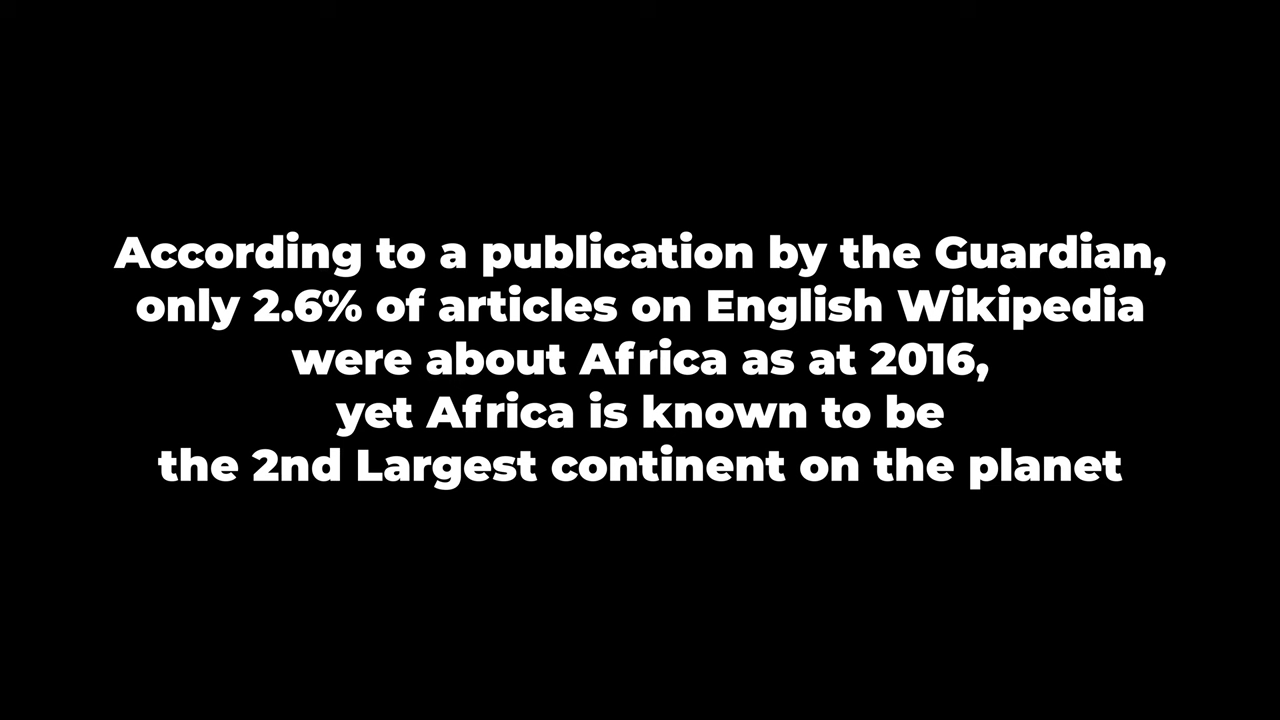 According to a publication by the Guardian,
only 2.6% of articles on English Wikipedia
were about Africa as at 2016,
yet Africa is known to be
the 2nd Largest continent on the planet